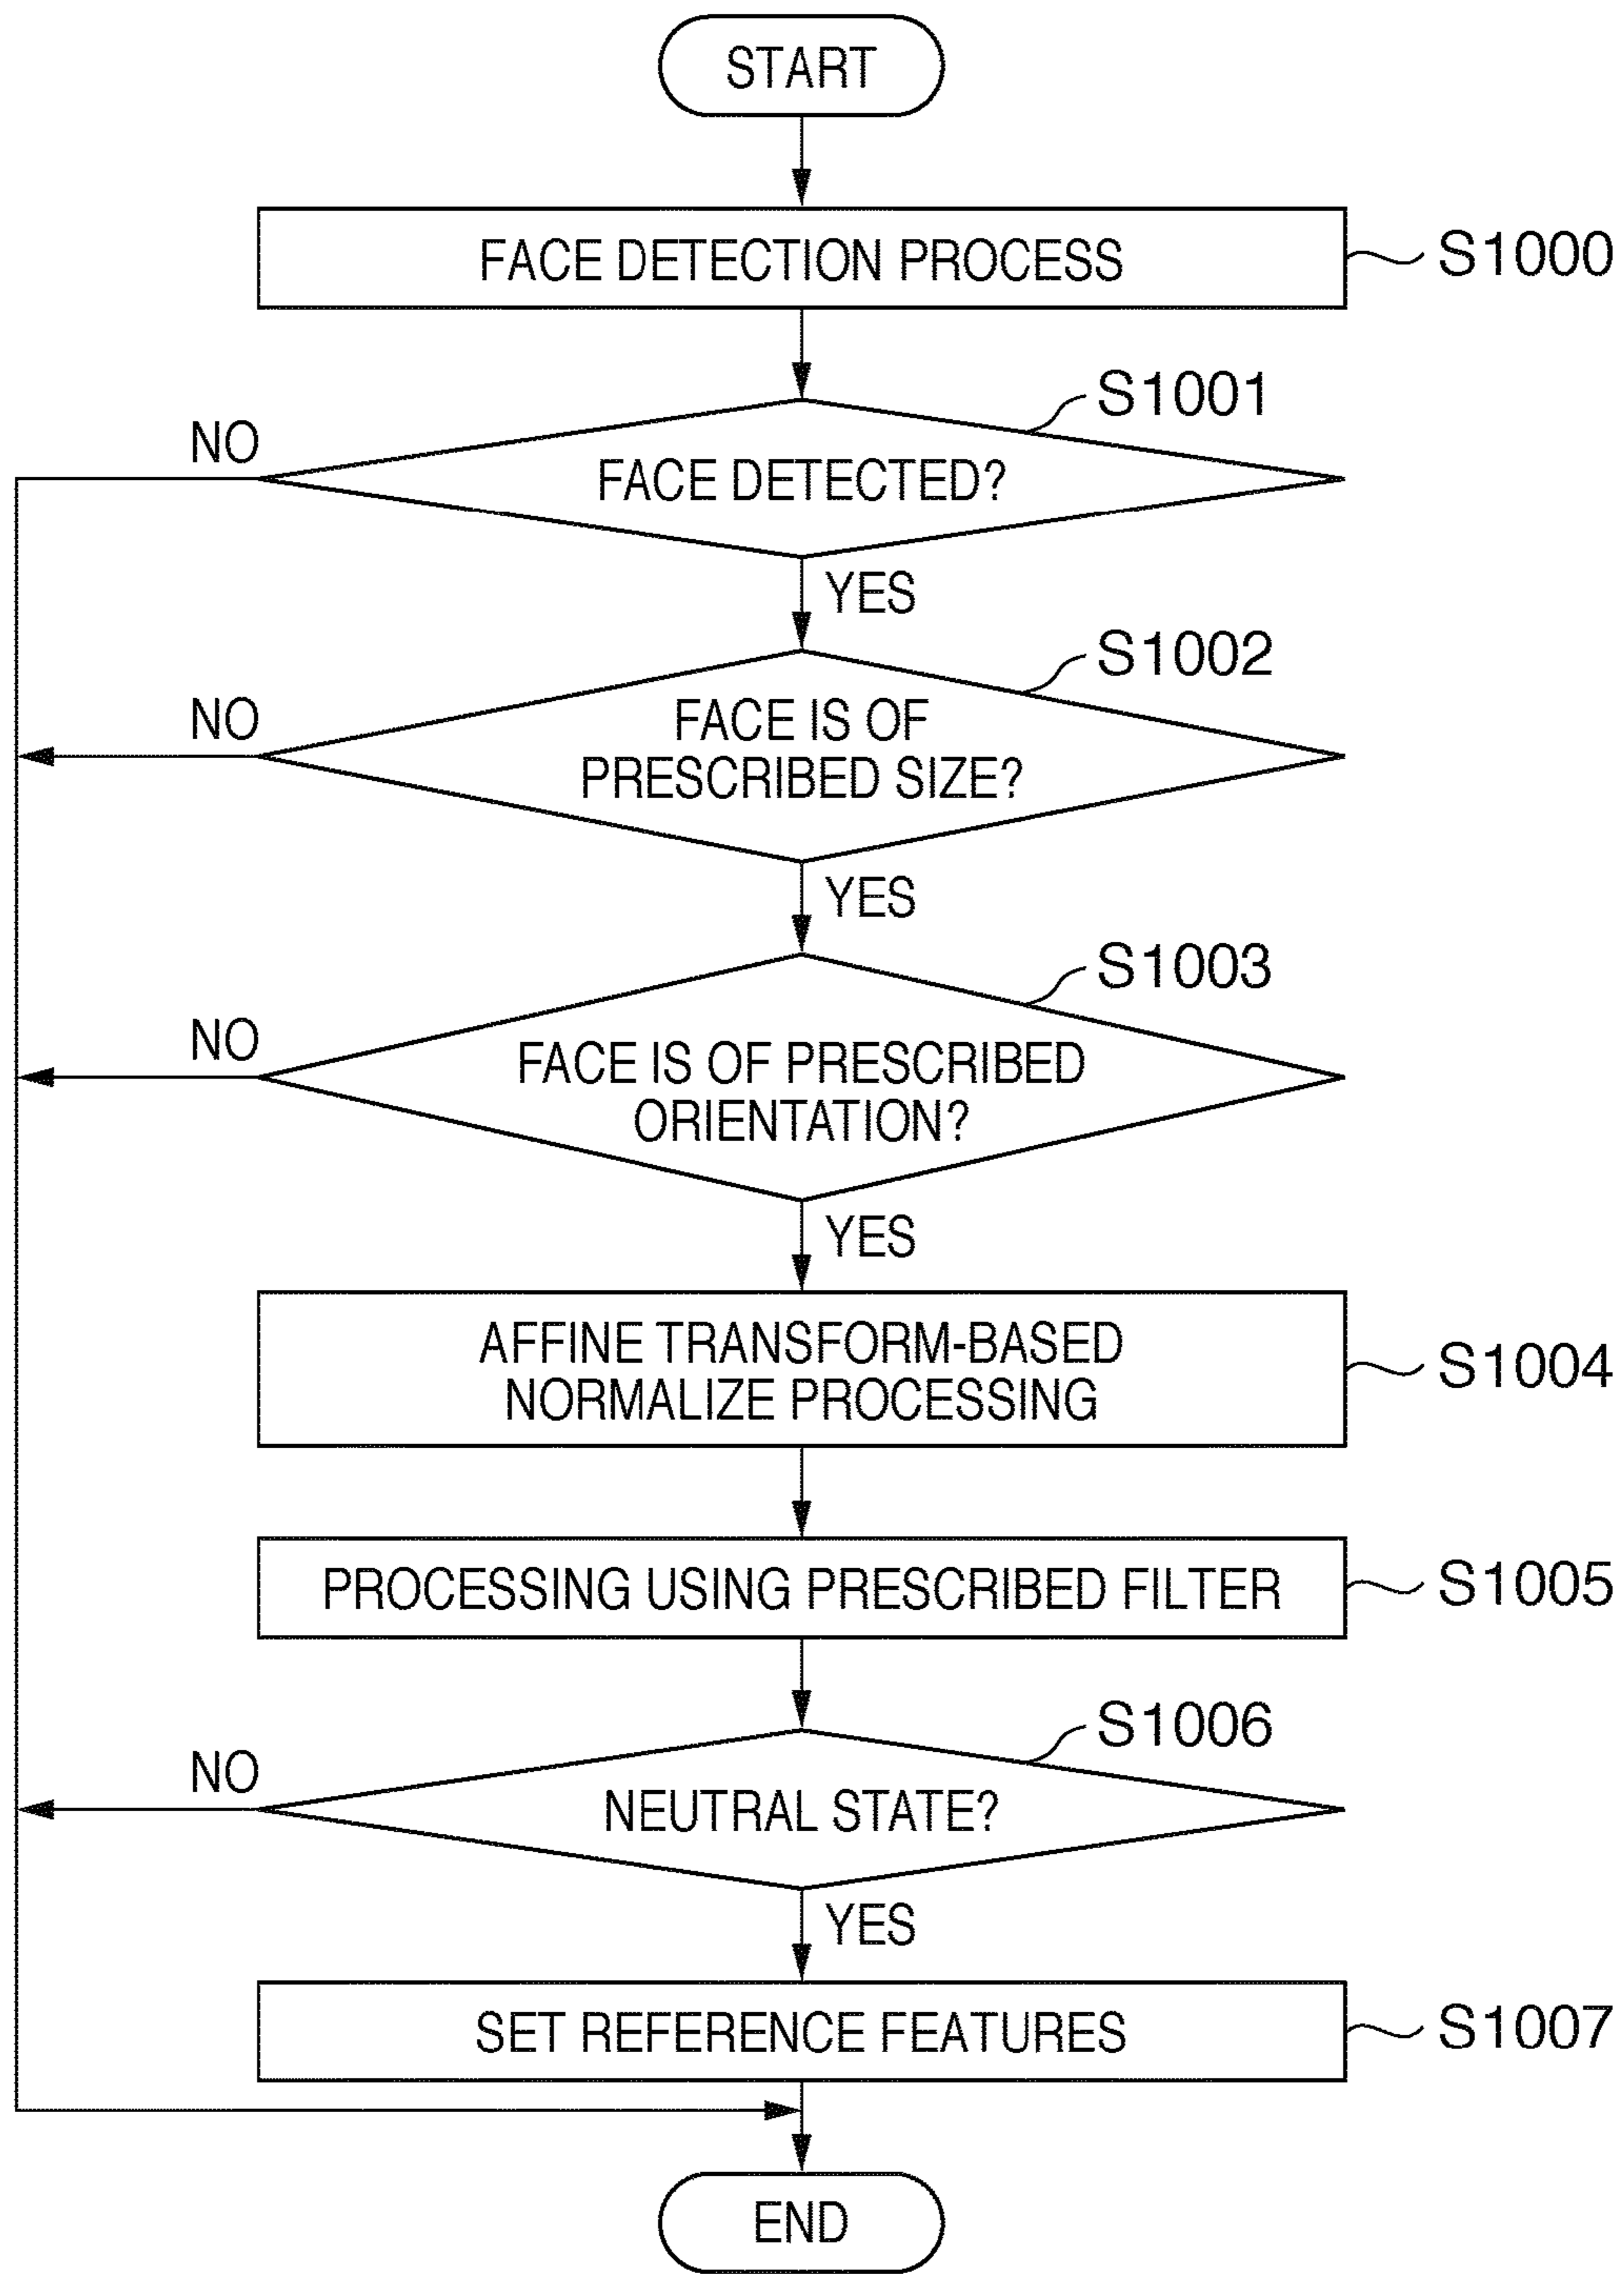 START
FACE DETECTION PROCESS
S1000
S1001
NO
FACE DETECTED?
YES
S1002
NO
FACE IS OF
PRESCRIBED SIZE?
YES
S1003
NO
FACE IS OF PRESCRIBED
ORIENTATION?
YES
AFFINE TRANSFORM-BASED
NORMALIZE PROCESSING
S1004
PROCESSING USING PRESCRIBED FILTER
S1005
S1006
NO
NEUTRAL STATE?
YES
SET REFERENCE FEATURES
S1007
END